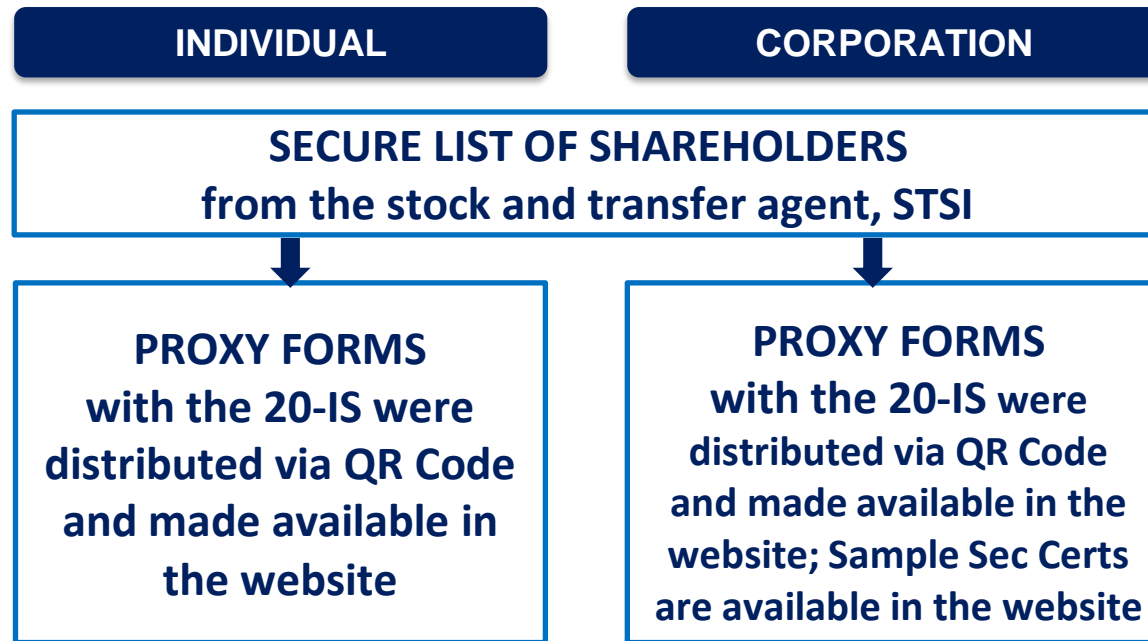 INDIVIDUAL
CORPORATION
SECURE LIST OF SHAREHOLDERS
from the stock and transfer agent, STSI
PROXY FORMS
with the 20-IS were
distributed via QR Code
and made available in
the website
PROXY FORMS
with the 20-IS were
distributed via QR Code
and made available in the
website; Sample Sec Certs
are available in the website